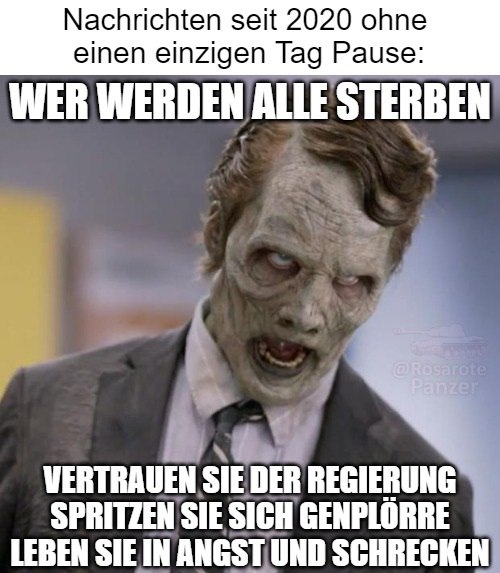 Nachrichten seit 2020 ohne
einen einzigen Tag Pause:
WER WERDEN ALLE STERBEN
@Rosarote
Panzer
VERTRAUEN SIE DER REGIERUNG
SPRITZEN SIE SICH GENPLÖRRE
LEBEN SIE IN ANGST UND SCHRECKEN